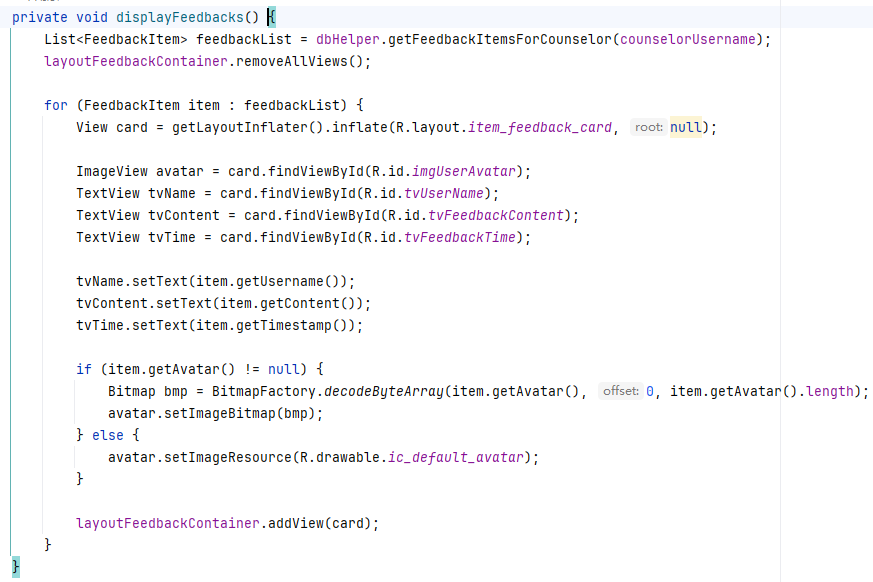 private void displayFeedbacks() {
List<FeedbackItem> feedbackList = dbHelper.getFeedbackItemsForCounselor(counselorUsername);
layoutFeedbackContainer.removeAllViews();
for (FeedbackItem item : feedbackList) {
View card = getLayoutInflater().inflate(R.layout.item_feedback_card, root: null);
ImageView avatar = card.findViewById(R.id.imgUserAvatar);
TextView tvName = card.findViewById(R.id.tvUserName);
TextView tvContent = card.findViewById(R.id.tvFeedbackContent);
TextView tvTime = card.findViewById(R.id.tvFeedbackTime);
tvName.setText(item.getUsername());
tvContent.setText(item.getContent());
tvTime.setText(item.getTimestamp());
if (item.getAvatar() != null) {
Bitmap bmp = BitmapFactory.decodeByteArray(item.getAvatar(), offset: 0, item.getAvatar().length);
avatar.setImageBitmap(bmp);
} else {
avatar.setImageResource(R.drawable.ic_default_avatar);
}
layoutFeedbackContainer.addView(card);
}
}